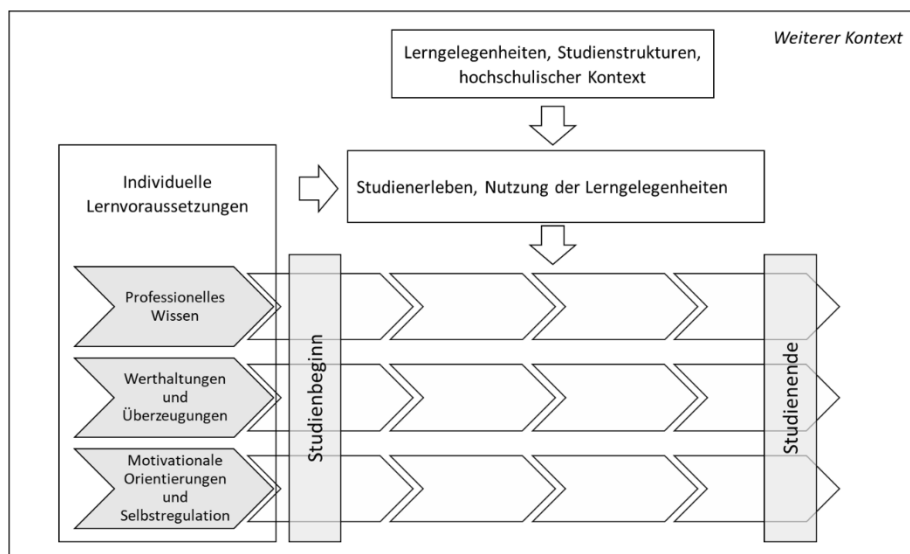 Weiterer Kontext
Lerngelegenheiten, Studienstrukturen,
hochschulischer Kontext
Individuelle
Lernvoraussetzungen
Studienerleben, Nutzung der Lerngelegenheiten
Professionelles
Wissen
Werthaltungen
und
Überzeugungen
Motivationale
Orientierungen
und
Selbstregulation
Studienbeginn
Studienende